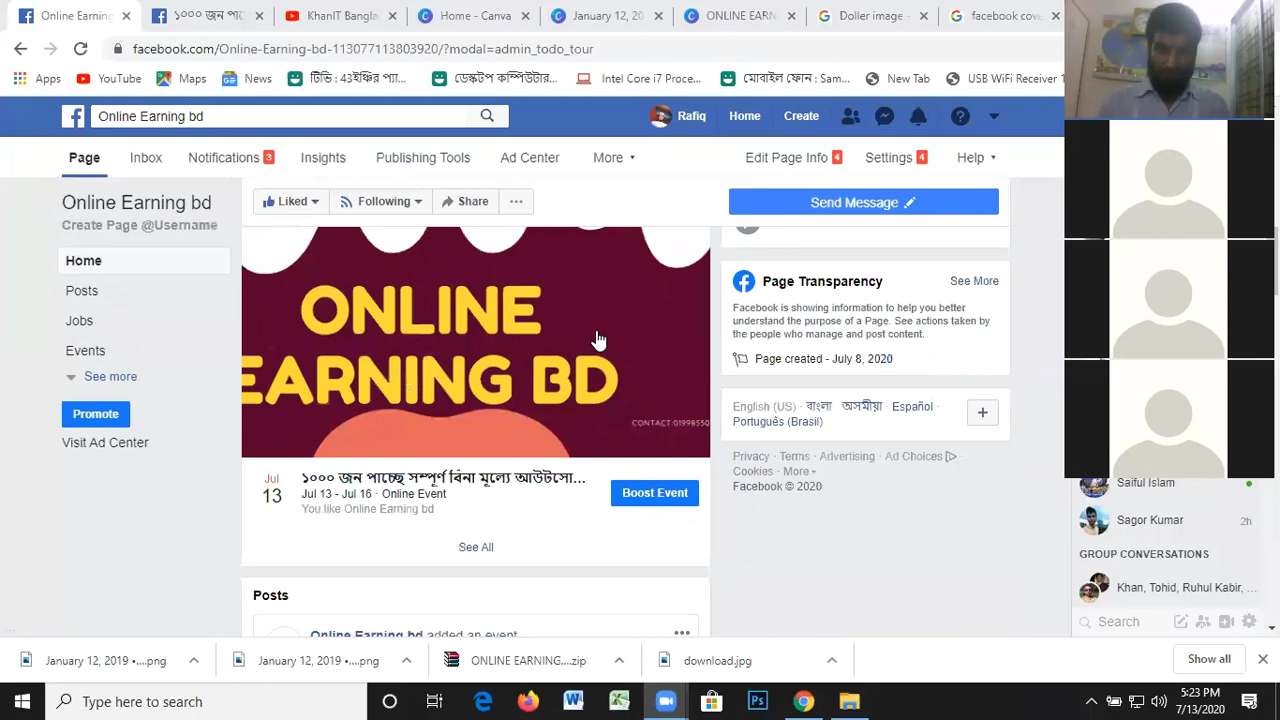 Online Earning
১০০০ জন পাচ্ছে
KhanIT Bangla
Home - Canva
January 12, 20
ONLINE EARN
Doller image -
facebook cove
facebook.com/Online-Earning-bd-113077113803920/?modal=admin_todo_tour
Apps
YouTube
Maps
News
টিভি : 43ইঞ্চির প্যা...
ডেস্কটপ কম্পিউটার...
Intel Core i7 Proce...
মোবাইল ফোন : Sam...
New Tab
USB WiFi Receiver 1
Online Earning bd
Rafiq
Home
Create
Page
Inbox
Notifications 3
Insights
Publishing Tools
Ad Center
More
Edit Page Info 4
Settings 4
Help
Online Earning bd
Create Page @Username
Home
Posts
Jobs
Events
See more
Promote
Visit Ad Center
Liked
Following
Share
...
Send Message
ONLINE
EARNING BD
CONTACT:01998550
Jul
13
১০০০ জন পাচ্ছে সম্পূর্ণ বিনা মূল্যে আউটসো...
Jul 13 - Jul 16 · Online Event
You like Online Earning bd
Boost Event
See All
Posts
Online Earning bd added an event
Page Transparency
See More
Facebook is showing information to help you better
understand the purpose of a Page. See actions taken by
the people who manage and post content.
Page created - July 8, 2020
English (US) · বাংলা · অসমীয়া · Español ·
Português (Brasil)
Privacy · Terms · Advertising · Ad Choices ·
Cookies · More
Facebook © 2020
Saiful Islam
Sagor Kumar
2h
GROUP CONVERSATIONS
Khan, Tohid, Ruhul Kabir, ...
Search
January 12, 2019 •....png
January 12, 2019 •....png
ONLINE EARNING....zip
download.jpg
Show all
Type here to search
5:23 PM
7/13/2020